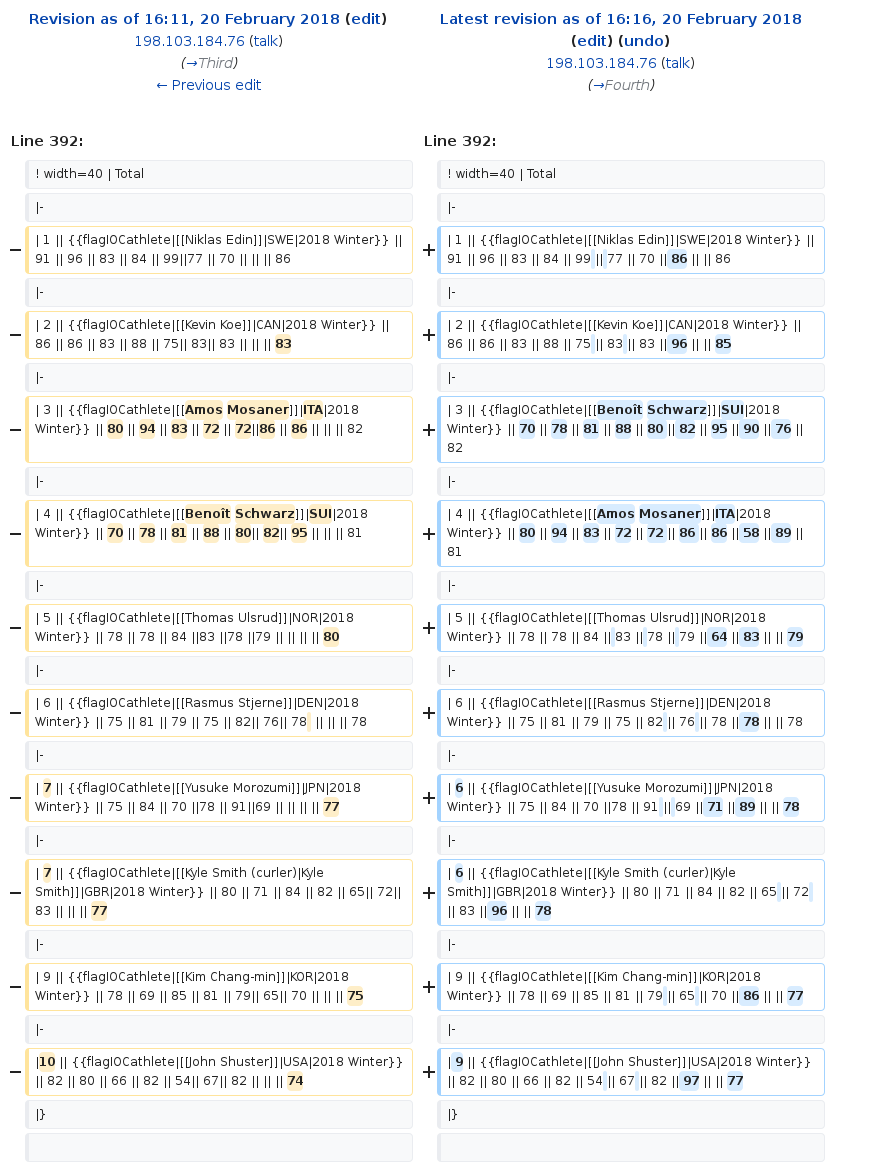 Revision as of 16:11, 20 February 2018 (edit)
198.103.184.76 (talk)
(→Third)
← Previous edit
Latest revision as of 16:16, 20 February 2018
(edit) (undo)
198.103.184.76 (talk)
(→Fourth)
Line 392:
Line 392:
! width=40 | Total
! width=40 | Total
|-
|-
− | 1 || {{flagIOCathlete|[[Niklas Edin]]|SWE|2018 Winter}} ||
91 || 96 || 83 || 84 || 99||77 || 70 || || || 86
+ | 1 || {{flagIOCathlete|[[Niklas Edin]]|SWE|2018 Winter}} ||
91 || 96 || 83 || 84 || 99 || 77 || 70 || 86 || || 86
|-
|-
− | 2 || {{flagIOCathlete|[[Kevin Koe]]|CAN|2018 Winter}} ||
86 || 86 || 83 || 88 || 75|| 83|| 83 || || || 83
+ | 2 || {{flagIOCathlete|[[Kevin Koe]]|CAN|2018 Winter}} ||
86 || 86 || 83 || 88 || 75 || 83 || 83 || 96 || || 85
|-
|-
− | 3 || {{flagIOCathlete|[[Amos Mosaner]]|ITA|2018
Winter}} || 80 || 94 || 83 || 72 || 72||86 || 86 || || || 82
+ | 3 || {{flagIOCathlete|[[Benoît Schwarz]]|SUI|2018
Winter}} || 70 || 78 || 81 || 88 || 80 || 82 || 95 || 90 || 76 ||
82
|-
|-
− | 4 || {{flagIOCathlete|[[Benoît Schwarz]]|SUI|2018
Winter}} || 70 || 78 || 81 || 88 || 80|| 82|| 95 || || || 81
+ | 4 || {{flagIOCathlete|[[Amos Mosaner]]|ITA|2018
Winter}} || 80 || 94 || 83 || 72 || 72 || 86 || 86 || 58 || 89 ||
81
|-
|-
− | 5 || {{flagIOCathlete|[[Thomas Ulsrud]]|NOR|2018
Winter}} || 78 || 78 || 84 ||83 ||78 ||79 || || || || 80
+ | 5 || {{flagIOCathlete|[[Thomas Ulsrud]]|NOR|2018
Winter}} || 78 || 78 || 84 || 83 || 78 || 79 || 64 || 83 || || 79
|-
|-
− | 6 || {{flagIOCathlete|[[Rasmus Stjerne]]|DEN|2018
Winter}} || 75 || 81 || 79 || 75 || 82|| 76|| 78 || || || 78
+ | 6 || {{flagIOCathlete|[[Rasmus Stjerne]]|DEN|2018
Winter}} || 75 || 81 || 79 || 75 || 82 || 76 || 78 || 78 || || 78
|-
|-
− | 7 || {{flagIOCathlete|[[Yusuke Morozumi]]|JPN|2018
Winter}} || 75 || 84 || 70 ||78 || 91||69 || || || || 77
+ | 6 || {{flagIOCathlete|[[Yusuke Morozumi]]|JPN|2018
Winter}} || 75 || 84 || 70 ||78 || 91 || 69 || 71 || 89 || || 78
|-
|-
− | 7 || {{flagIOCathlete|[[Kyle Smith (curler)|Kyle
Smith]]|GBR|2018 Winter}} || 80 || 71 || 84 || 82 || 65|| 72||
83 || || || 77
+ | 6 || {{flagIOCathlete|[[Kyle Smith (curler)|Kyle
Smith]]|GBR|2018 Winter}} || 80 || 71 || 84 || 82 || 65 || 72
|| 83 || 96 || || 78
|-
|-
− | 9 || {{flagIOCathlete|[[Kim Chang-min]]|KOR|2018
Winter}} || 78 || 69 || 85 || 81 || 79|| 65|| 70 || || || || 75
+ | 9 || {{flagIOCathlete|[[Kim Chang-min]]|KOR|2018
Winter}} || 78 || 69 || 85 || 81 || 79 || 65 || 70 || 86 || || 77
|-
|-
− |10 || {{flagIOCathlete|[[John Shuster]]|USA|2018 Winter}}
|| 82 || 80 || 66 || 82 || 54|| 67|| 82 || || || 74
+ | 9 || {{flagIOCathlete|[[John Shuster]]|USA|2018 Winter}}
|| 82 || 80 || 66 || 82 || 54 || 67 || 82 || 97 || || 77
|}
|}